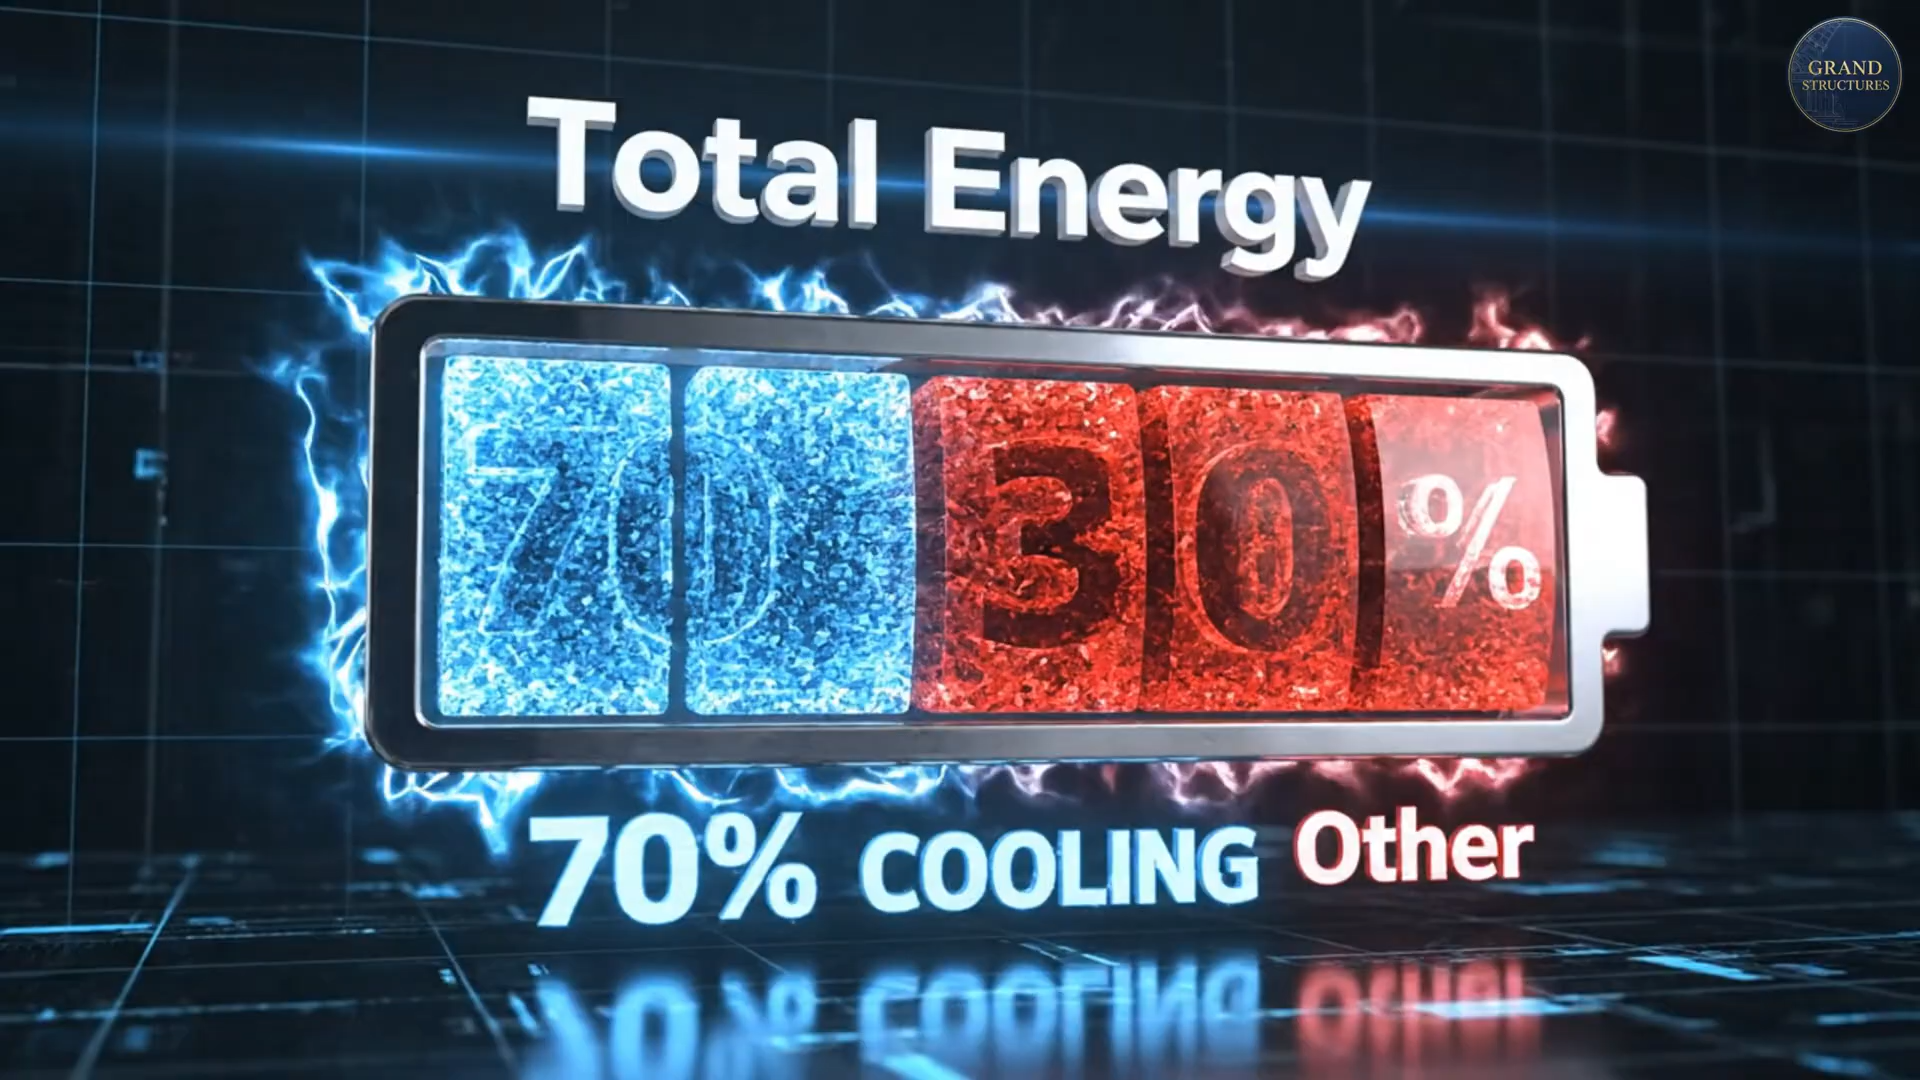 GRAND
STRUCTURES
Total Energy
70 30 %
70% COOLING Other